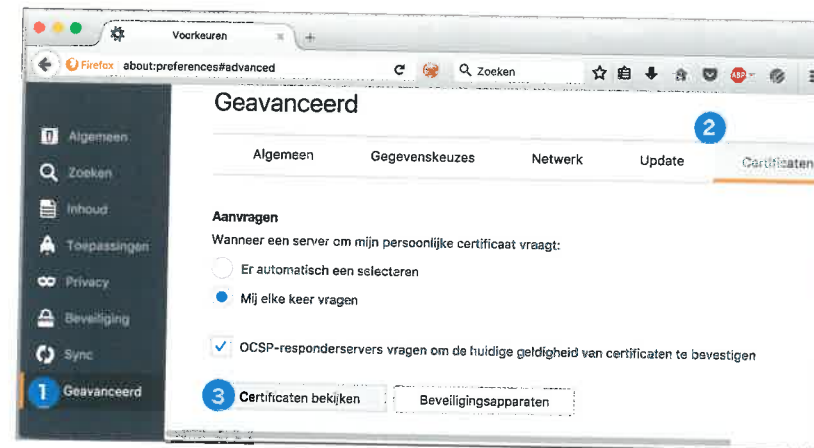 Voorkeuren
Firefox about:preferences#advanced
Zoeken
ABP
Geavanceerd
2
Algemeen Gegevenskeuzes Netwerk Update Certificaten
Algemeen
Zoeken
Inhoud
Toepassingen
Privacy
Beveiliging
Sync
1 Geavanceerd
Aanvragen
Wanneer een server om mijn persoonlijke certificaat vraagt:
Er automatisch een selecteren
Mij elke keer vragen
OCSP-responderservers vragen om de huidige geldigheid van certificaten te bevestigen
3 Certificaten bekijken Beveiligingsapparaten